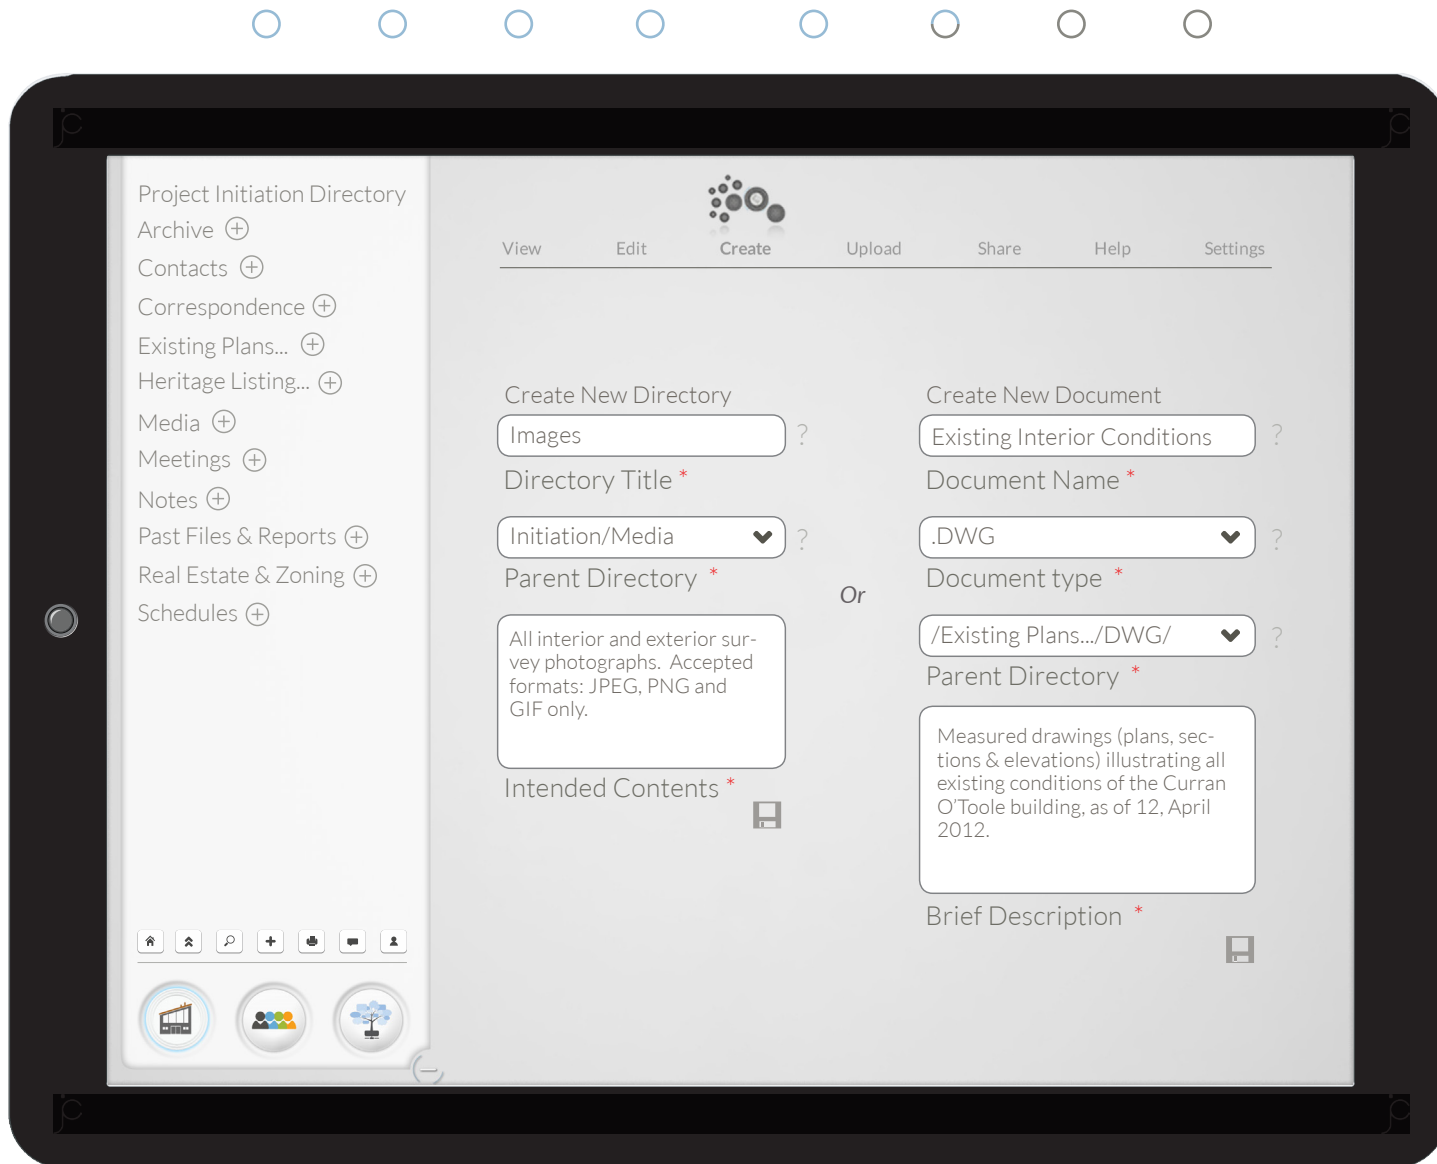 Project Initiation Directory
Archive
Contacts
Correspondence
Existing Plans...
Heritage Listing...
Media
Meetings
Notes
Past Files & Reports
Real Estate & Zoning
Schedules
View Edit Create Upload Share Help Settings
Create New Directory
Images ?
Directory Title *
Initiation/Media ?
Parent Directory *
All interior and exterior sur-
vey photographs. Accepted
formats: JPEG, PNG and
GIF only.
Intended Contents *
Or
Create New Document
Existing Interior Conditions ?
Document Name *
.DWG ?
Document type *
/Existing Plans.../DWG/ ?
Parent Directory *
Measured drawings (plans, sec-
tions & elevations) illustrating all
existing conditions of the Curran
O'Toole building, as of 12, April
2012.
Brief Description *